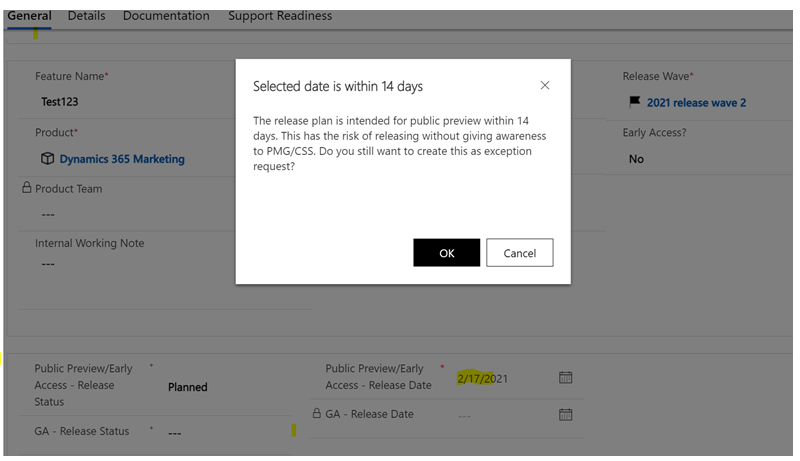 General Details Documentation Support Readiness
Feature Name*
Test123
Product*
Dynamics 365 Marketing
Product Team
---
Internal Working Note
---
Selected date is within 14 days
The release plan is intended for public preview within 14
days. This has the risk of releasing without giving awareness
to PMG/CSS. Do you still want to create this as exception
request?
OK Cancel
Release Wave*
2021 release wave 2
Early Access?
No
Public Preview/Early *
Access - Release
Status
Planned
Public Preview/Early *
Access - Release Date
2/17/2021
GA - Release Status * ---
GA - Release Date ---